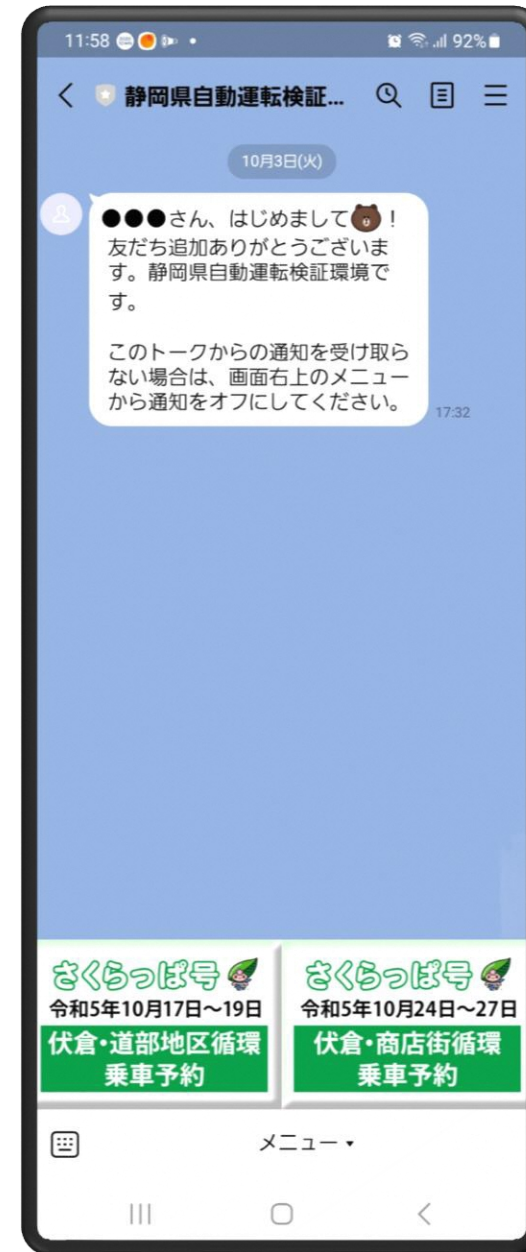 11:58
92%
静岡県自動運転検証...
10月3日(火)
●●●さん、はじめまして🐻！
友だち追加ありがとうございま
す。静岡県自動運転検証環境で
す。
このトークからの通知を受け取ら
ない場合は、画面右上のメニュー
から通知をオフにしてください。
17:32
さくらっぱ号
令和5年10月17日～19日
伏倉・道部地区循環
乗車予約
さくらっぱ号
令和5年10月24日～27日
伏倉・商店街循環
乗車予約
メニュー▾